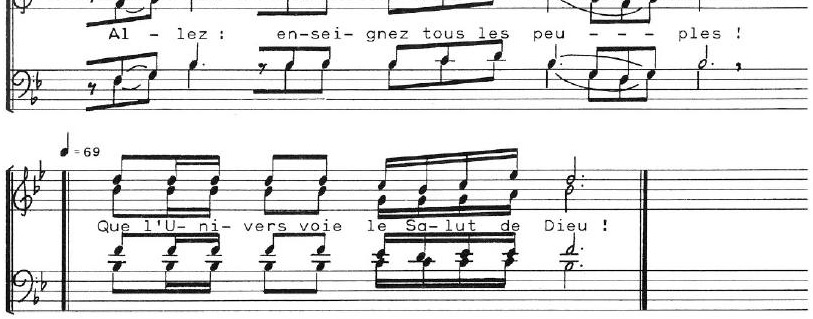 Al - lez : en-sei- gnez tous les peu - - - ples !
♩ = 69
Que l'U- ni- vers voie le Sa- lut de Dieu !